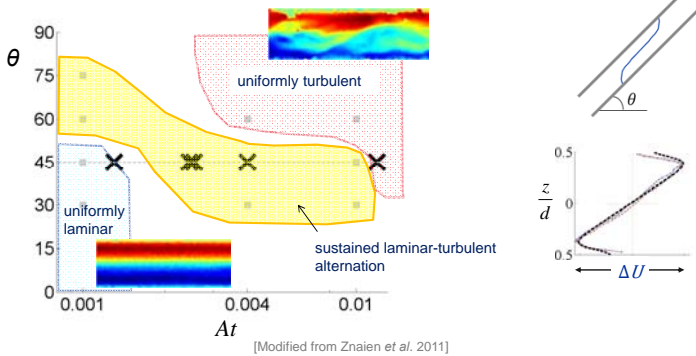 θ
90
75
60
45
30
15
0
0.001
0.004
0.01
At
uniformly turbulent
uniformly
laminar
sustained laminar-turbulent
alternation
[Modified from Znaien et al. 2011]
θ
z
d
0.5
0
0.5
ΔU